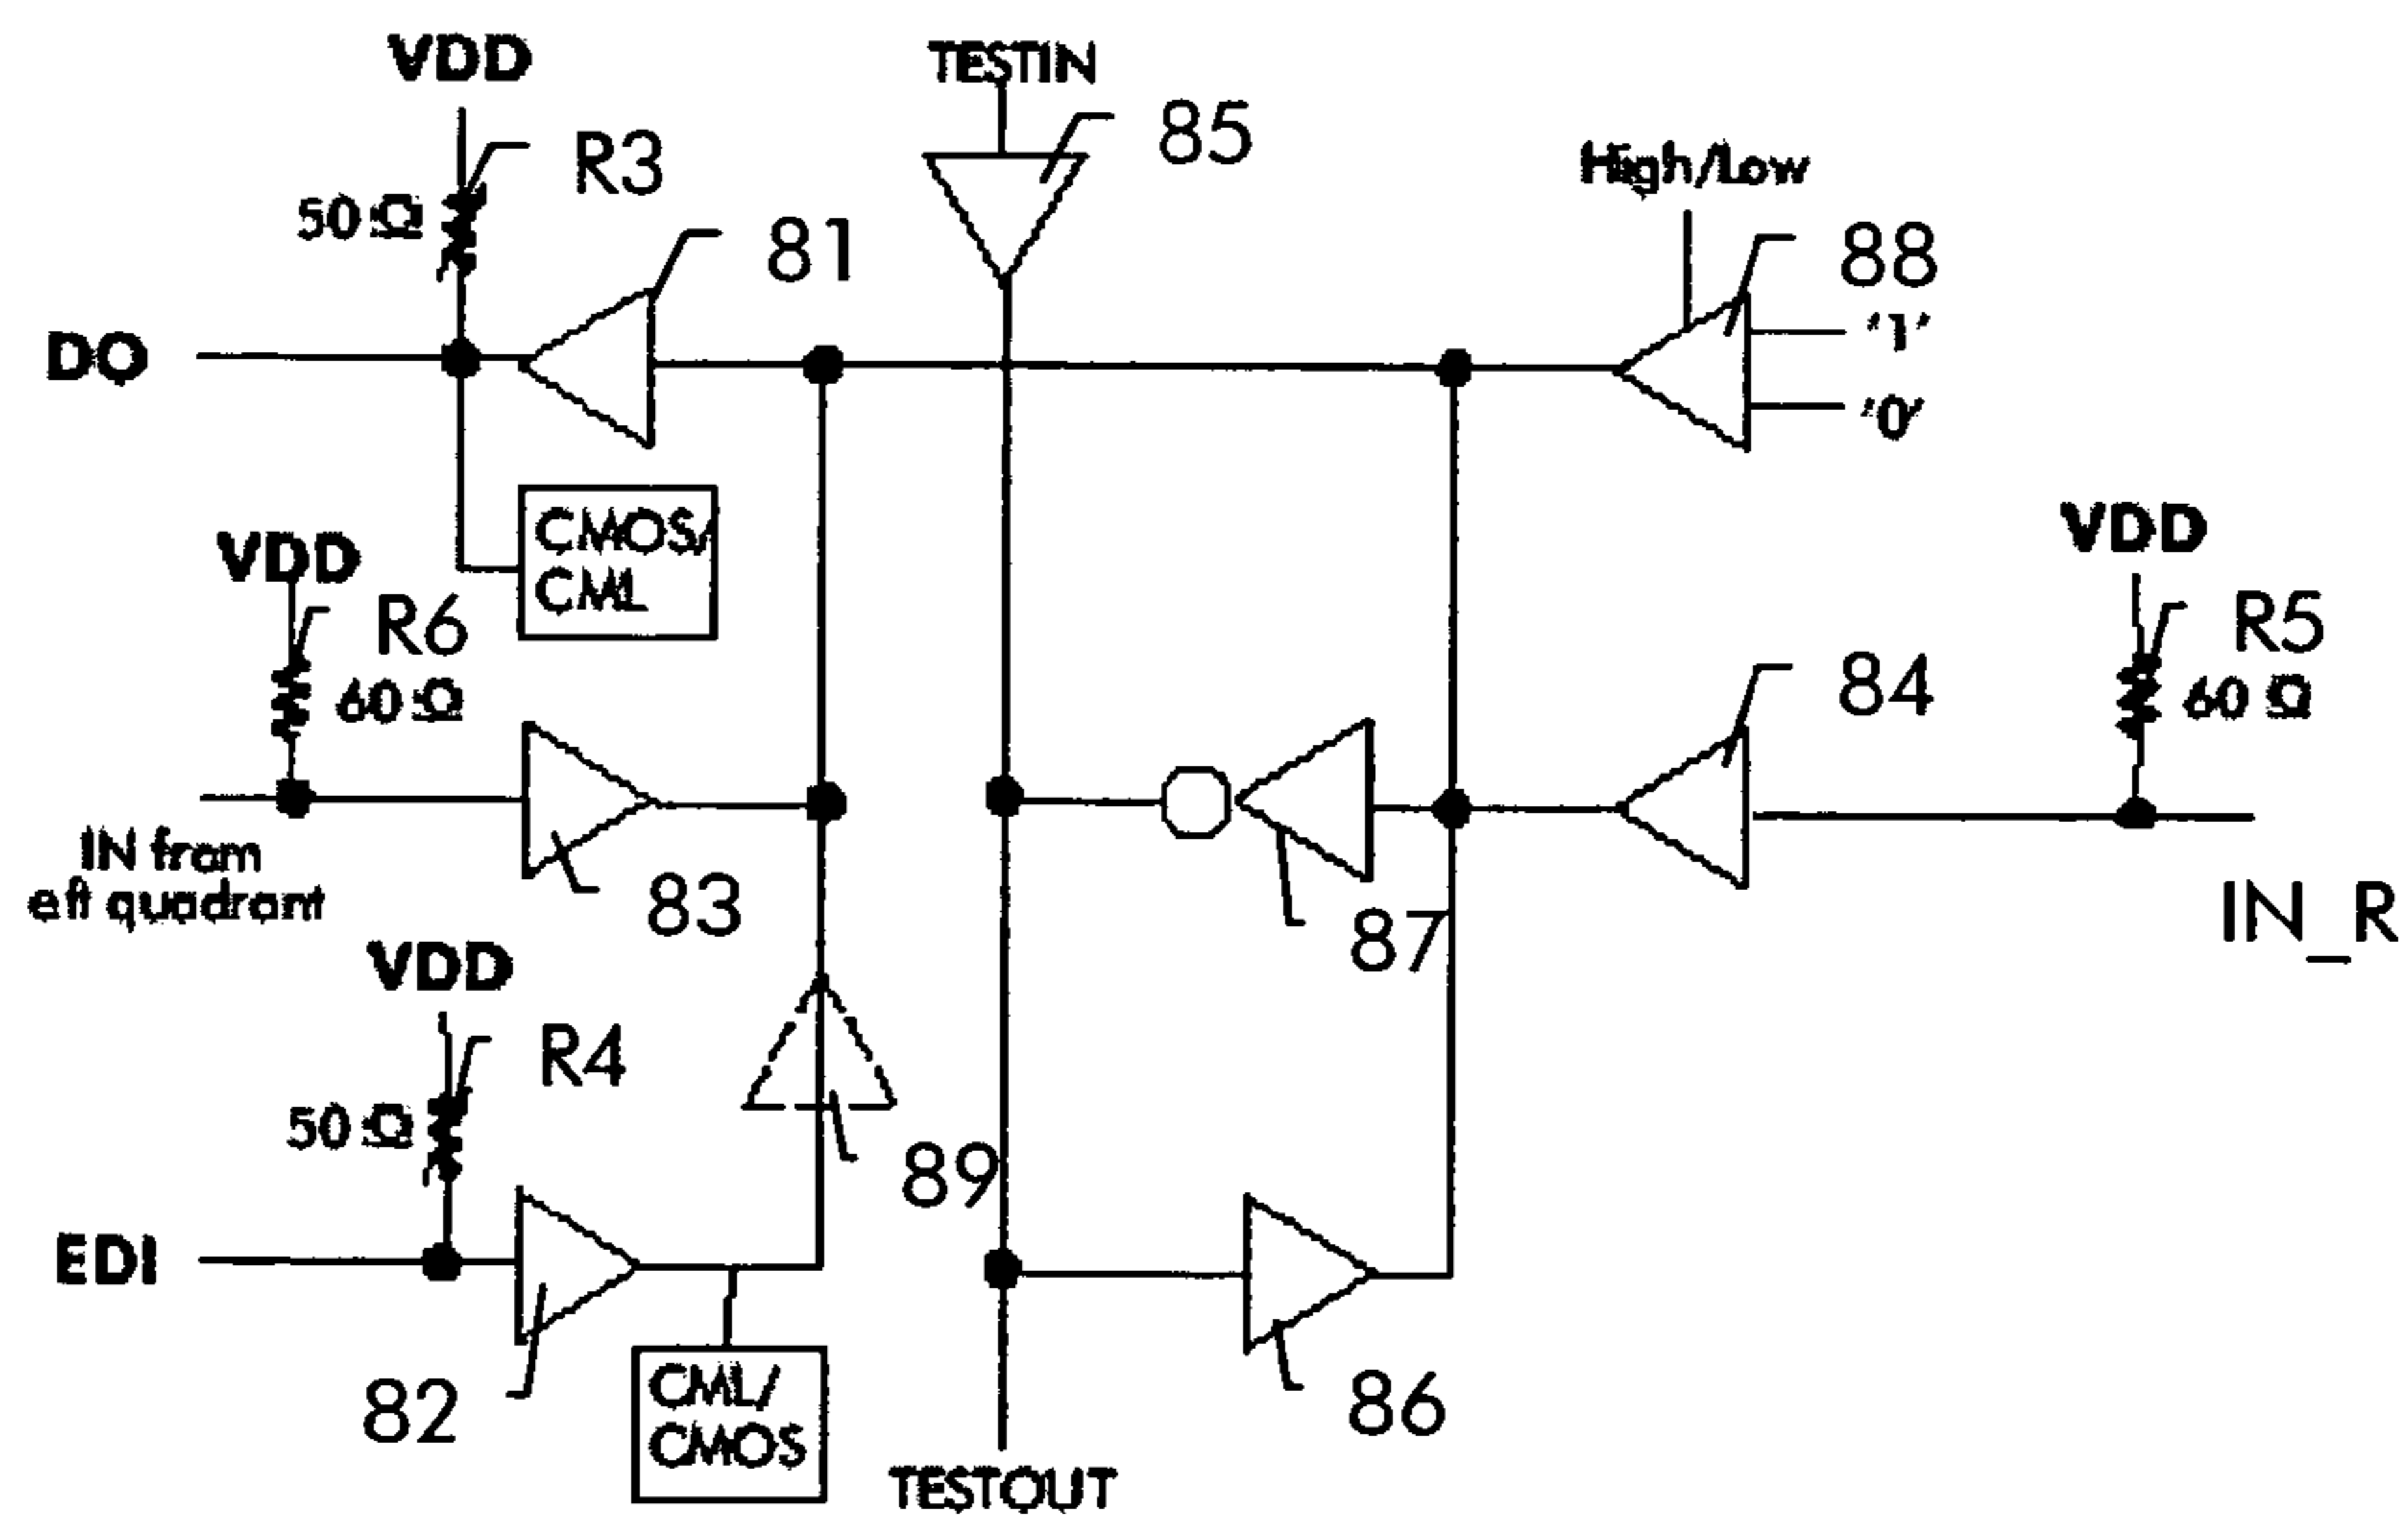 VDD
TESTIN
R3
85
50 Ω
High/Low
81
88
DQ
'1'
'0'
CMOS/
CML
VDD
VDD
R6
R5
60 Ω
84
60 Ω
IN from
eft quadrant
83
87
IN_R
VDD
R4
50 Ω
89
EDI
82
CML/
CMOS
86
TESTOUT